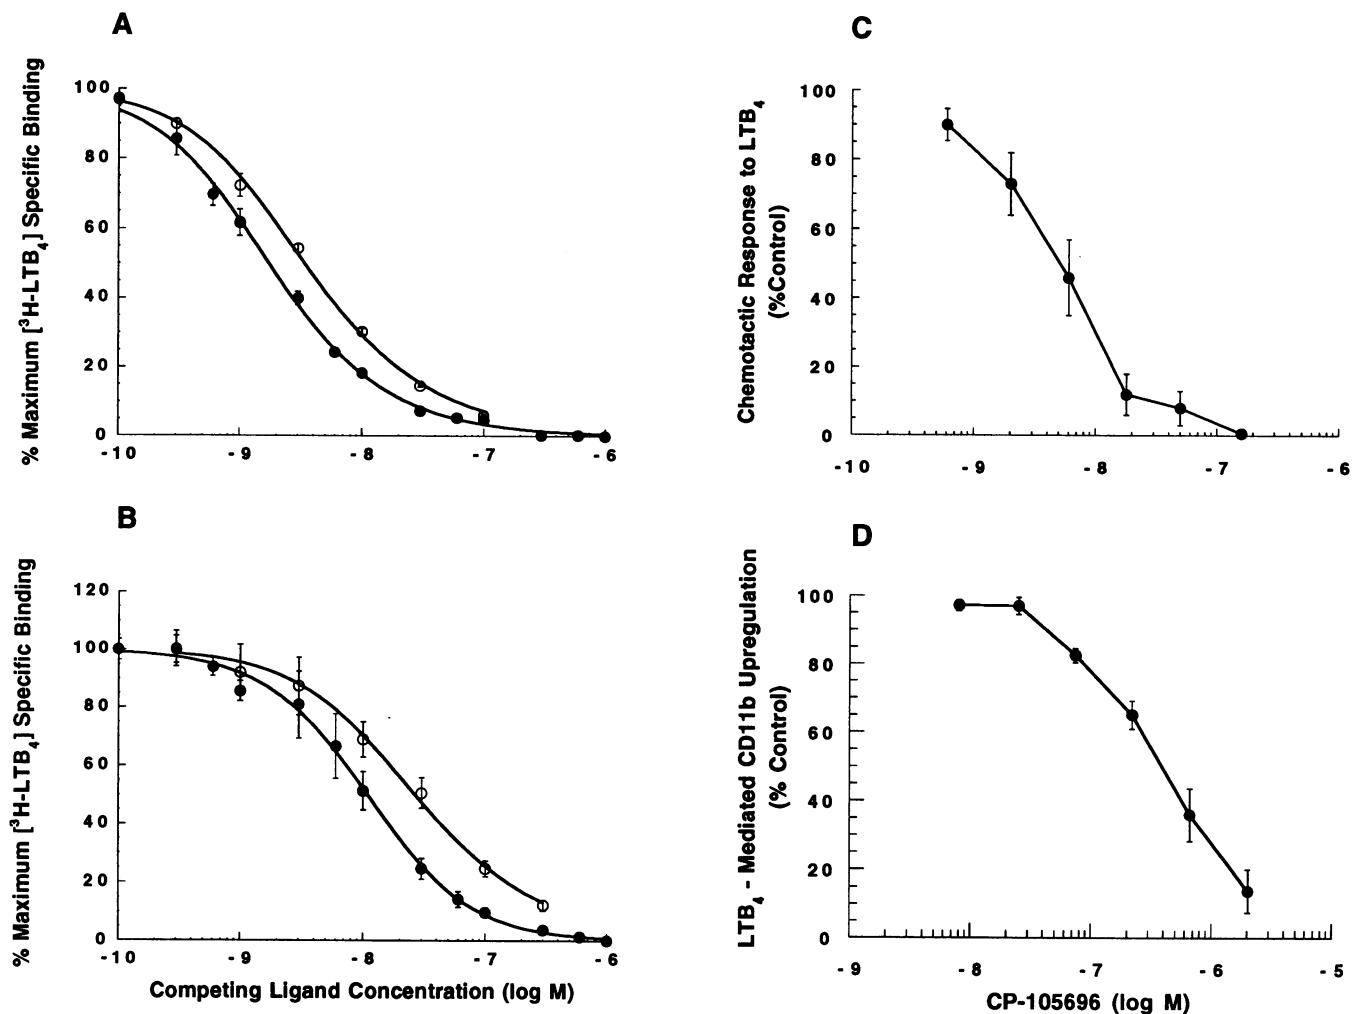 A
% Maximum [³H-LTB₄] Specific Binding
100
80
60
40
20
0
-10 -9 -8 -7 -6
B
% Maximum [³H-LTB₄] Specific Binding
120
100
80
60
40
20
0
-10 -9 -8 -7 -6
Competing Ligand Concentration (log M)
C
Chemotactic Response to LTB₄
(%Control)
100
80
60
40
20
0
-10 -9 -8 -7 -6
D
LTB₄ - Mediated CD11b Upregulation
(% Control)
100
80
60
40
20
0
-9 -8 -7 -6 -5
CP-105696 (log M)